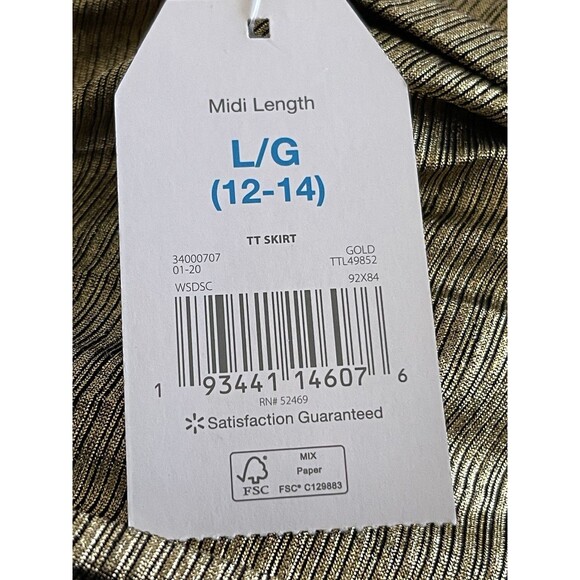 Midi Length
L/G
(12-14)
TT SKIRT
34000707 GOLD
01-20 TTL49852
WSDSC 92X84
1 93441 14607 6
RN# 52469
Satisfaction Guaranteed
FSC
MIX
Paper
FSC® C129883